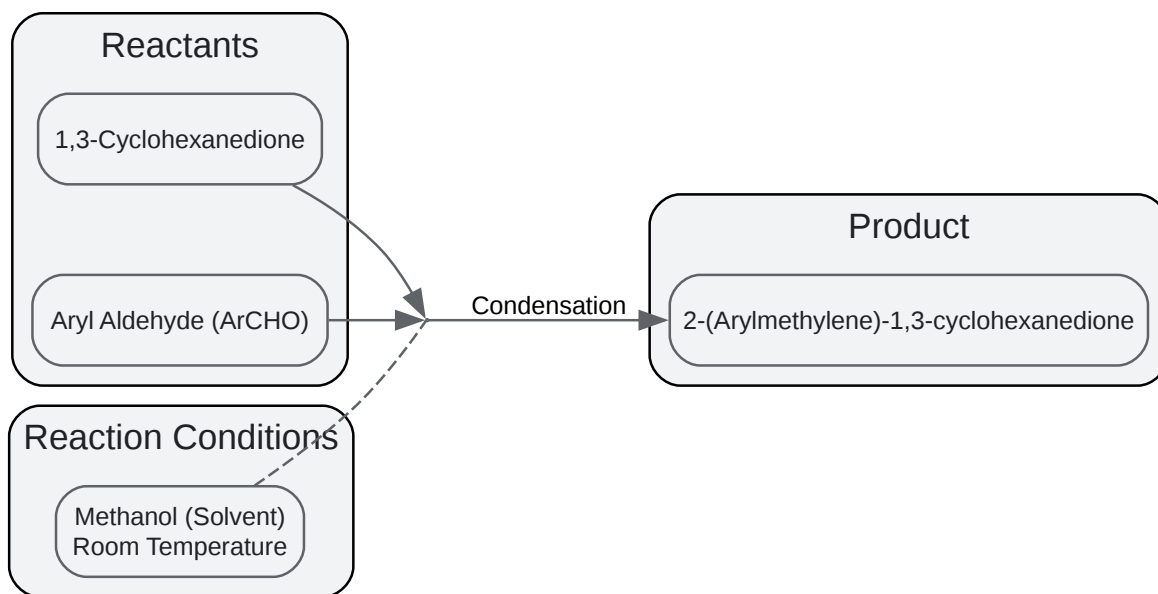 Reactants
1,3-Cyclohexanedione
Aryl Aldehyde (ArCHO)
Reaction Conditions
Methanol (Solvent)
Room Temperature
Condensation
Product
2-(Arylmethylene)-1,3-cyclohexanedione